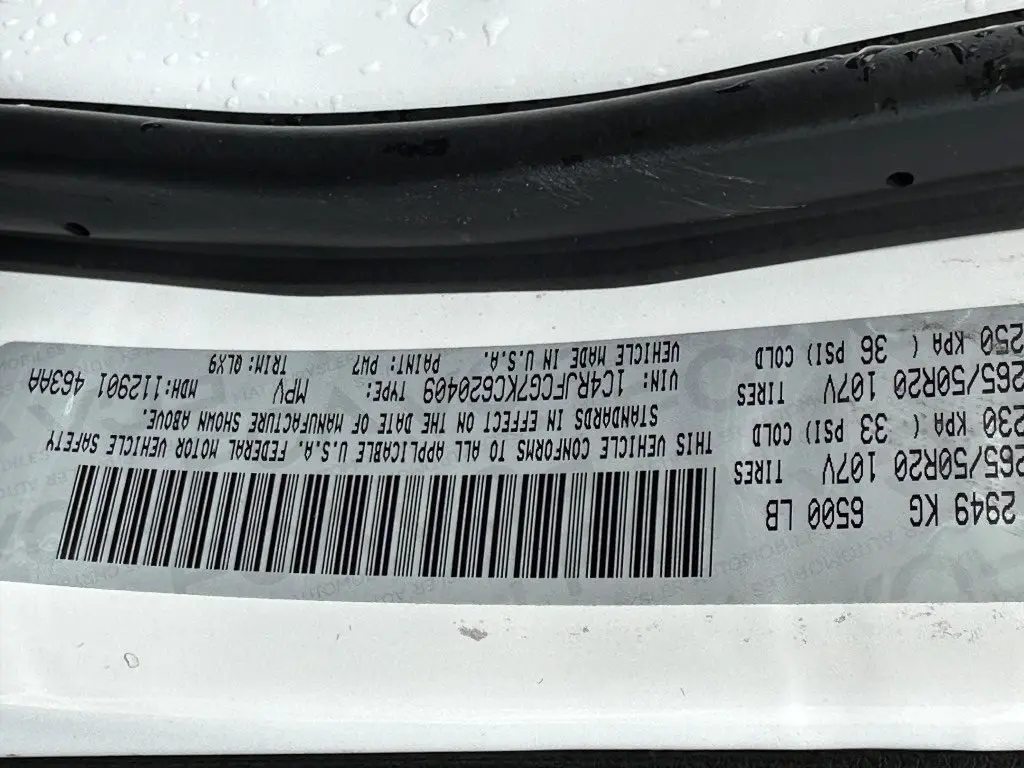 2949 KG 6500 LB
265/50R20 107V TIRES
230 KPA ( 33 PSI) COLD
265/50R20 107V TIRES
250 KPA ( 36 PSI) COLD
THIS VEHICLE CONFORMS TO ALL APPLICABLE U.S.A. FEDERAL MOTOR VEHICLE SAFETY
STANDARDS IN EFFECT ON THE DATE OF MANUFACTURE SHOWN ABOVE.
VIN: 1C4RJFCG7KC620409 TYPE: MPV MDH:112901 463AA
VEHICLE MADE IN U.S.A. PAINT: PW7 TRIM: QLX9